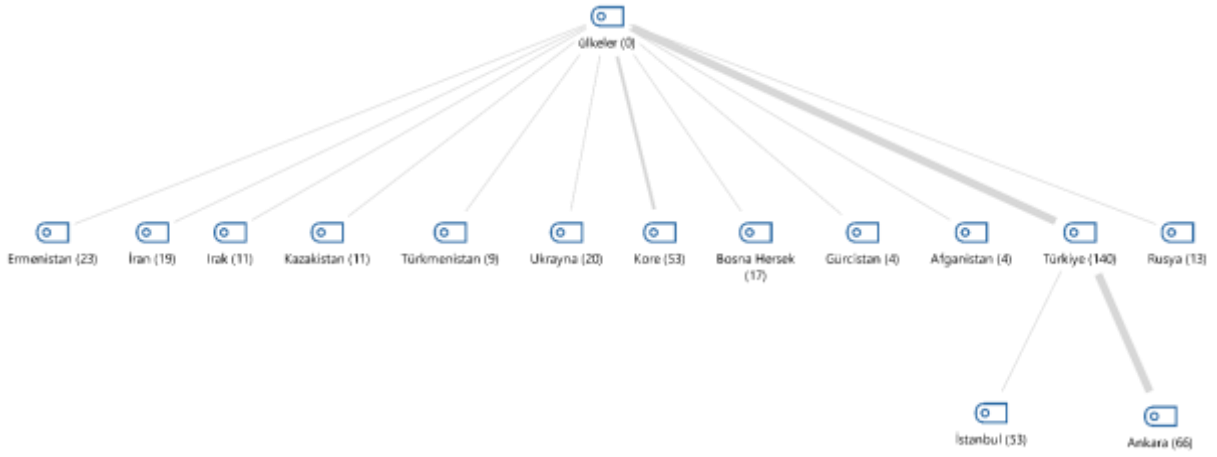 ülkeler (0)
Ermenistan (23)
İran (19)
Irak (11)
Kazakistan (11)
Türkmenistan (9)
Ukrayna (20)
Kore (53)
Bosna Hersek
(17)
Gürcistan (4)
Afganistan (4)
Türkiye (140)
Rusya (13)
İstanbul (53)
Ankara (66)